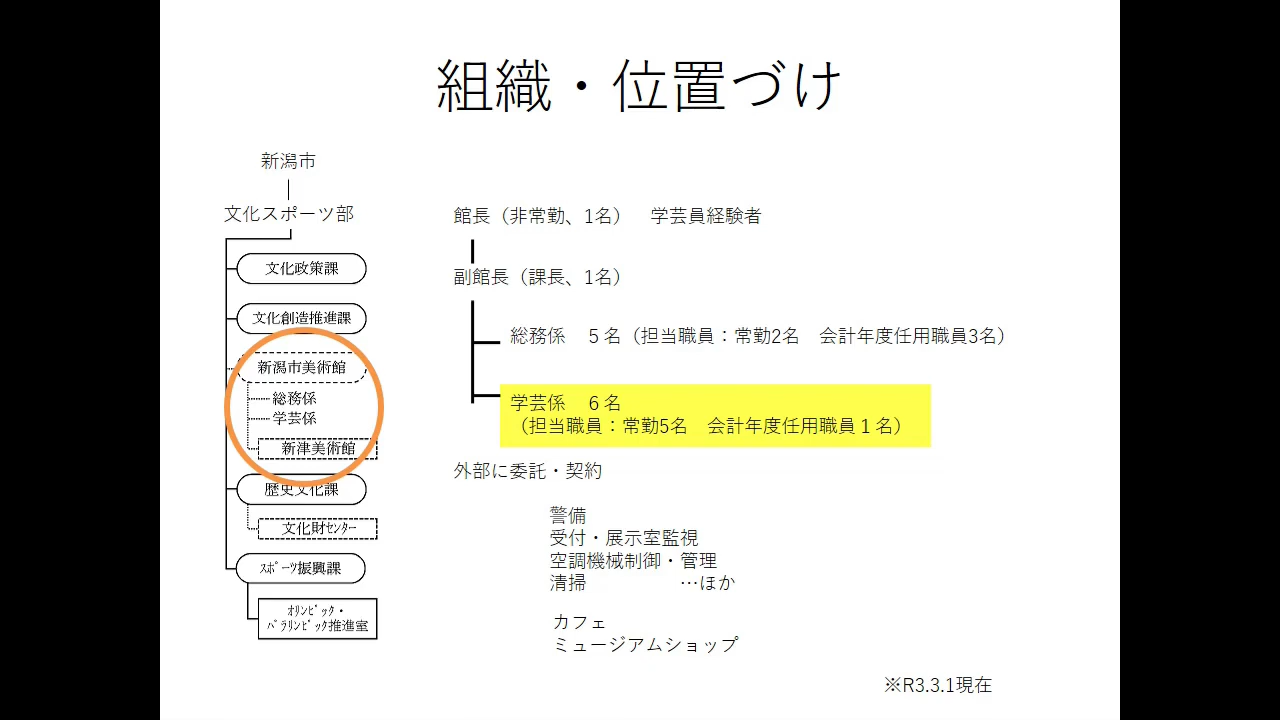 組織・位置づけ
新潟市
文化スポーツ部
文化政策課
文化創造推進課
新潟市美術館
総務係
学芸係
新津美術館
歴史文化課
文化財ｾﾝﾀｰ
ｽﾎﾟｰﾂ振興課
ｵﾘﾝﾋﾟｯｸ・
ﾊﾟﾗﾘﾝﾋﾟｯｸ推進室
館長（非常勤、1名）　学芸員経験者
副館長（課長、1名）
総務係　５名（担当職員：常勤2名　会計年度任用職員3名）
学芸係　６名
（担当職員：常勤5名　会計年度任用職員１名）
外部に委託・契約
警備
受付・展示室監視
空調機械制御・管理
清掃　　　　　…ほか
カフェ
ミュージアムショップ
※R3.3.1現在